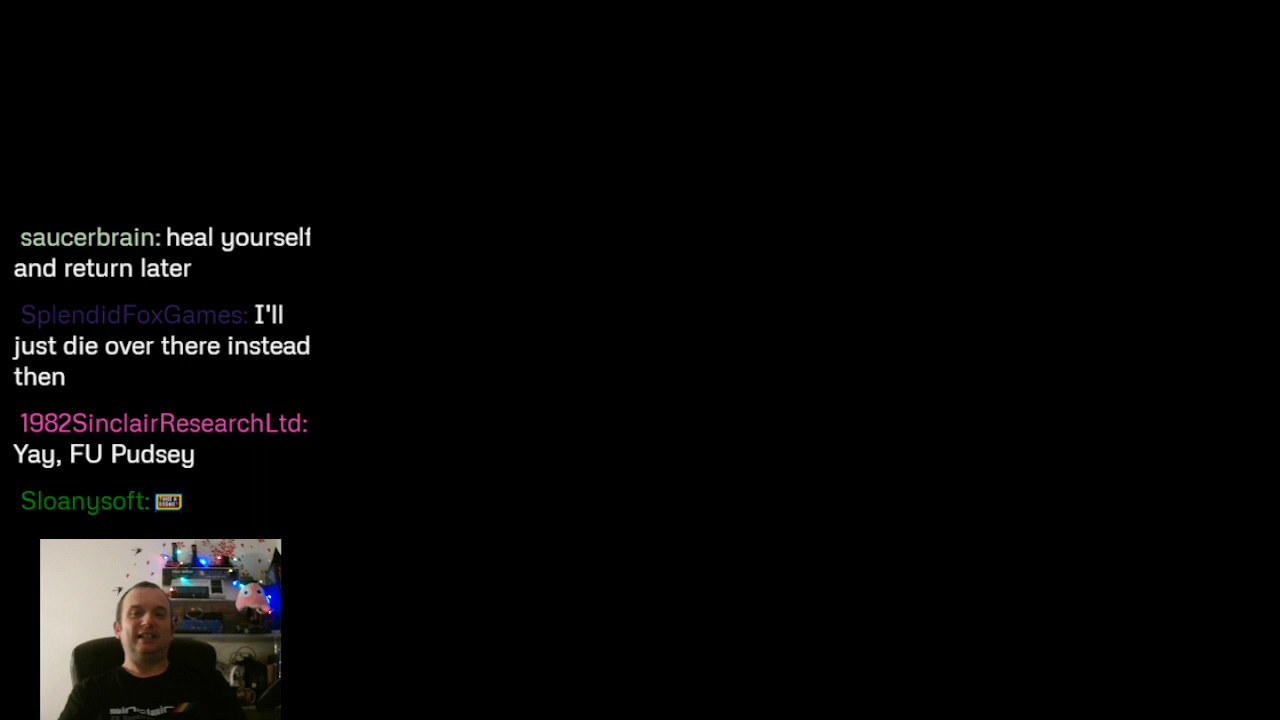 saucerbrain: heal yourself
and return later
SplendidFoxGames: I'll
just die over there instead
then
1982SinclairResearchLtd:
Yay, FU Pudsey
Sloanysoft:
sinclair